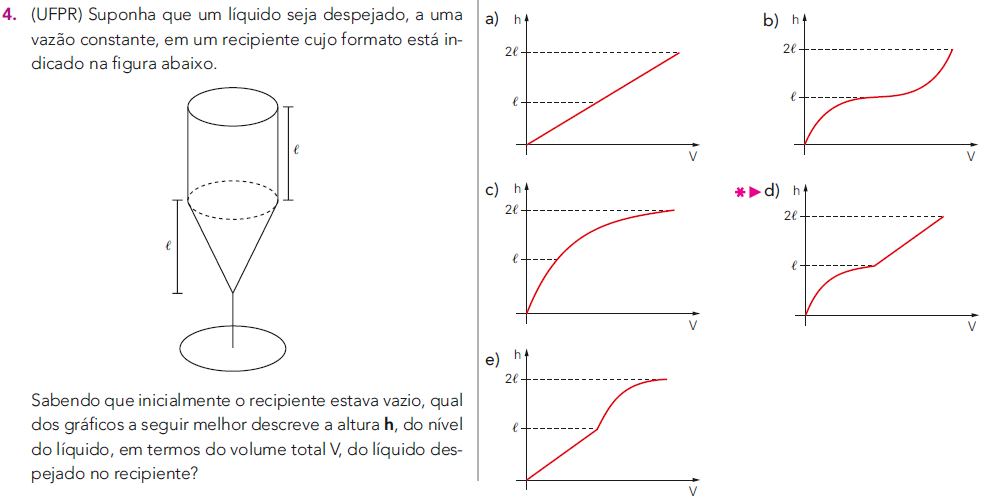 4. (UFPR) Suponha que um líquido seja despejado, a uma
vazão constante, em um recipiente cujo formato está in-
dicado na figura abaixo.
ℓ
ℓ
Sabendo que inicialmente o recipiente estava vazio, qual
dos gráficos a seguir melhor descreve a altura h, do nível
do líquido, em termos do volume total V, do líquido des-
pejado no recipiente?
a) h
2ℓ
ℓ
V
b) h
2ℓ
ℓ
V
c) h
2ℓ
ℓ
V
*▶d) h
2ℓ
ℓ
V
e) h
2ℓ
ℓ
V